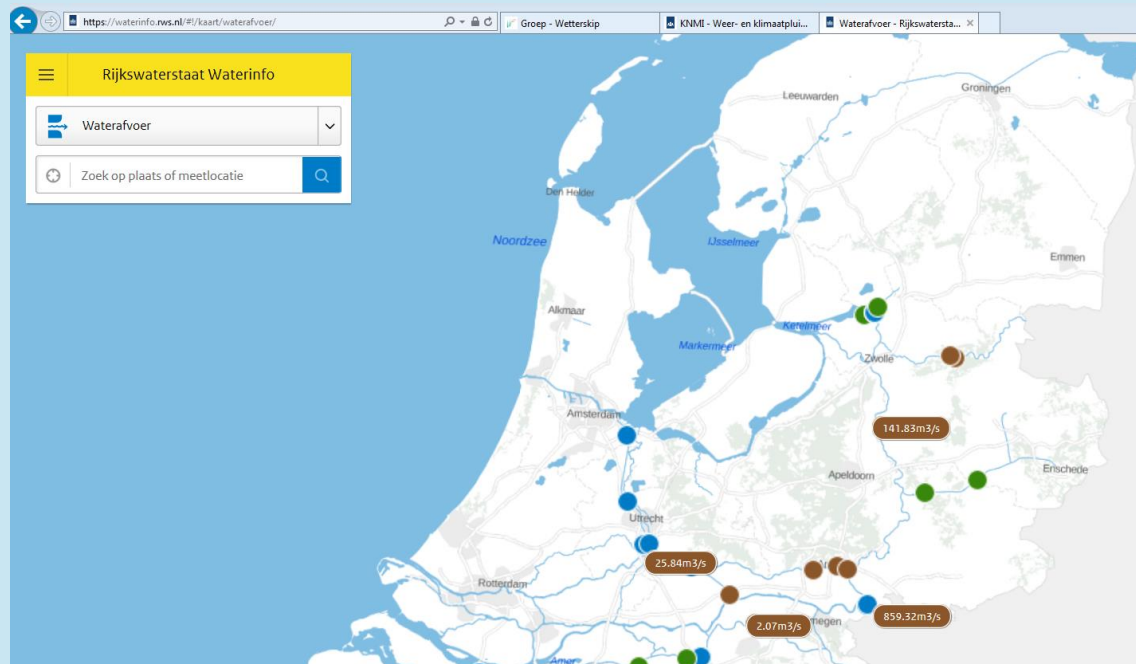 https://waterinfo.rws.nl/#!/kaart/waterafvoer/
Groep - Wetterskip
KNMI - Weer- en klimaatplui...
Waterafvoer - Rijkswatersta...
Rijkswaterstaat Waterinfo
Waterafvoer
Zoek op plaats of meetlocatie
Leeuwarden
Groningen
Den Helder
Noordzee
IJsselmeer
Emmen
Alkmaar
Ketelmeer
Markermeer
Zwolle
Amsterdam
141.83m3/s
Apeldoorn
Enschede
Utrecht
25.84m3/s
Rotterdam
2.07m3/s
megen
859.32m3/s
Amer